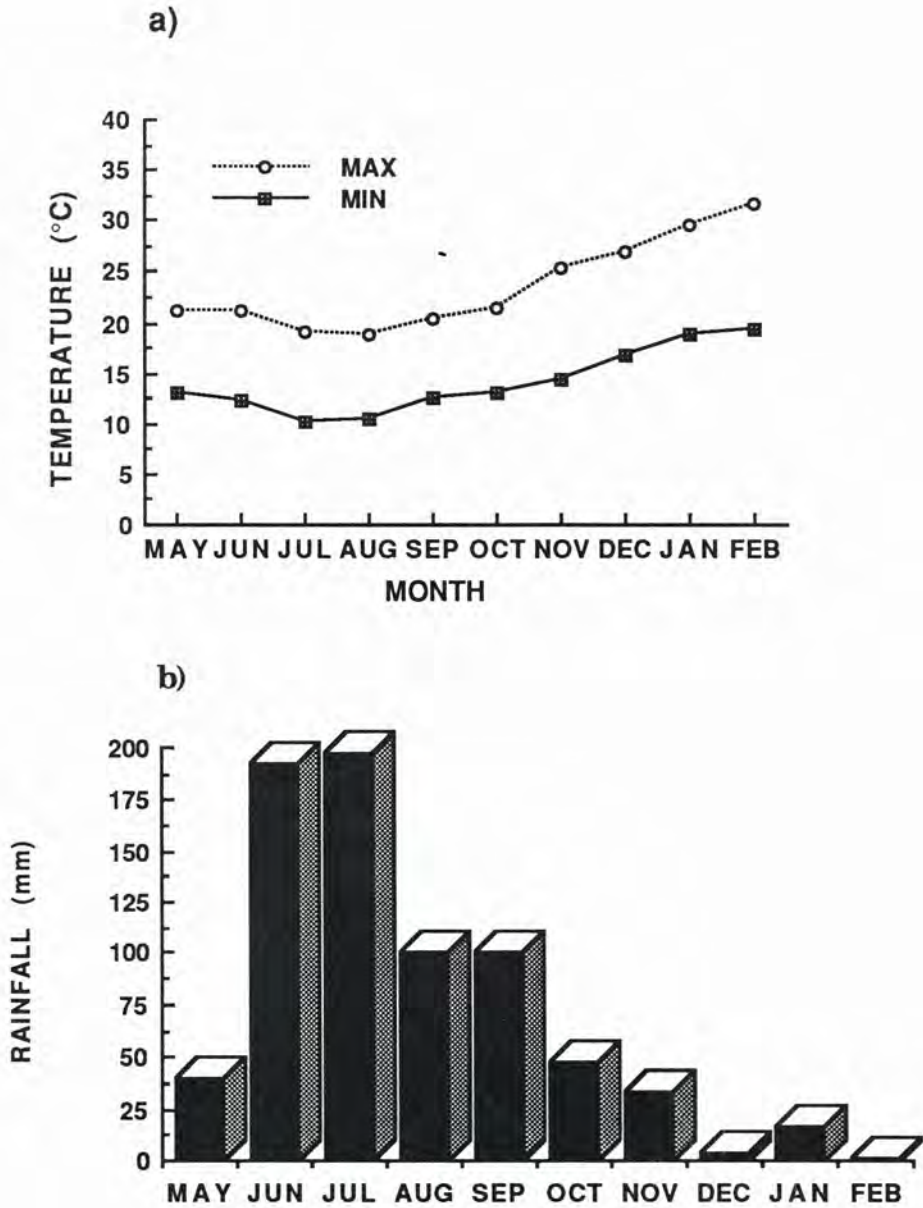 a)
40
35
30
25
20
15
10
5
0
TEMPERATURE (°C)
MAX
MIN
MAY JUN JUL AUG SEP OCT NOV DEC JAN FEB
MONTH
b)
200
175
150
125
100
75
50
25
0
RAINFALL (mm)
MAY JUN JUL AUG SEP OCT NOV DEC JAN FEB